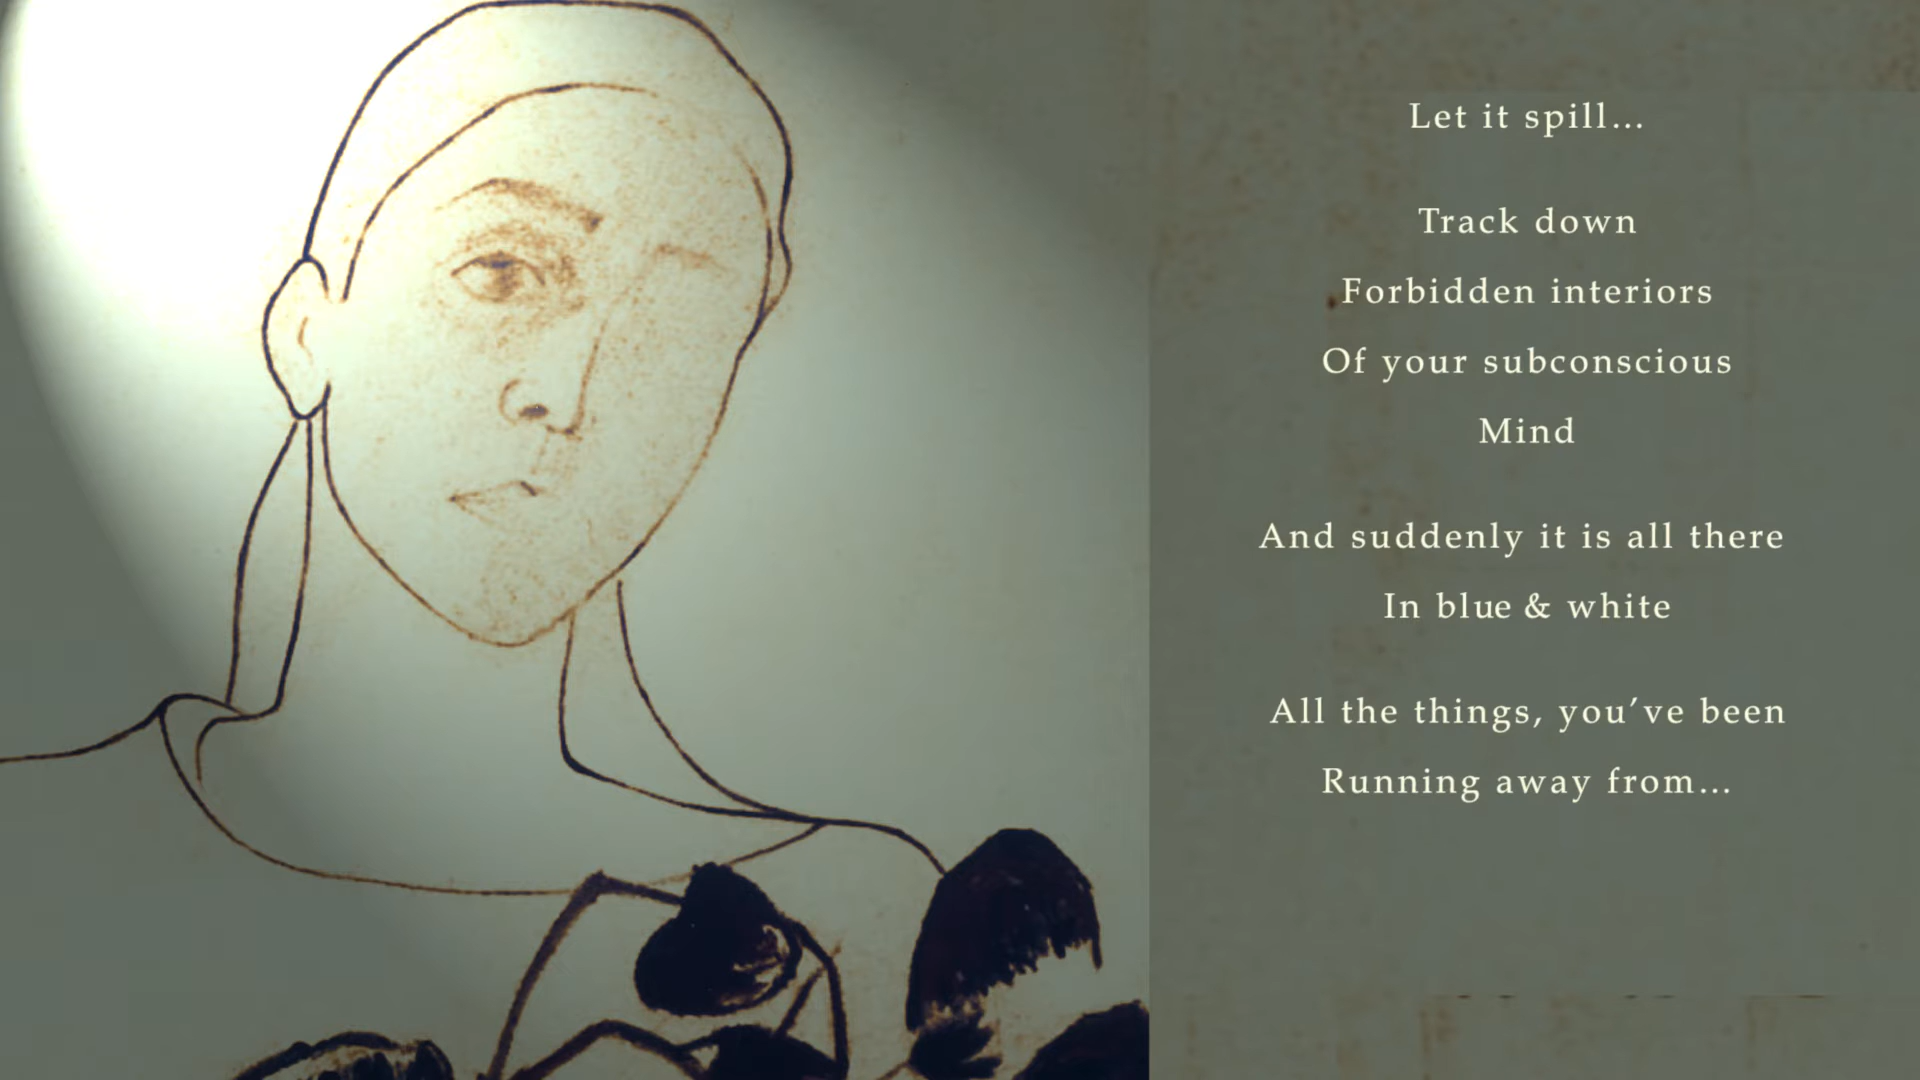 Let it spill...
Track down
Forbidden interiors
Of your subconscious
Mind
And suddenly it is all there
In blue & white
All the things, you’ve been
Running away from...